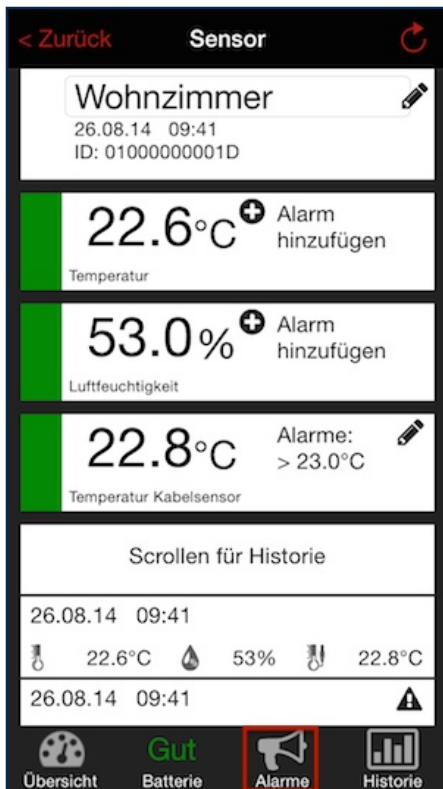 < Zurück Sensor
Wohnzimmer
26.08.14 09:41
ID: 01000000001D
22.6°C Alarm
hinzufügen
Temperatur
53.0% Alarm
hinzufügen
Luftfeuchtigkeit
22.8°C Alarme:
> 23.0°C
Temperatur Kabelsensor
Scrollen für Historie
26.08.14 09:41
22.6°C 53% 22.8°C
26.08.14 09:41
Gut
Übersicht Batterie Alarme Historie